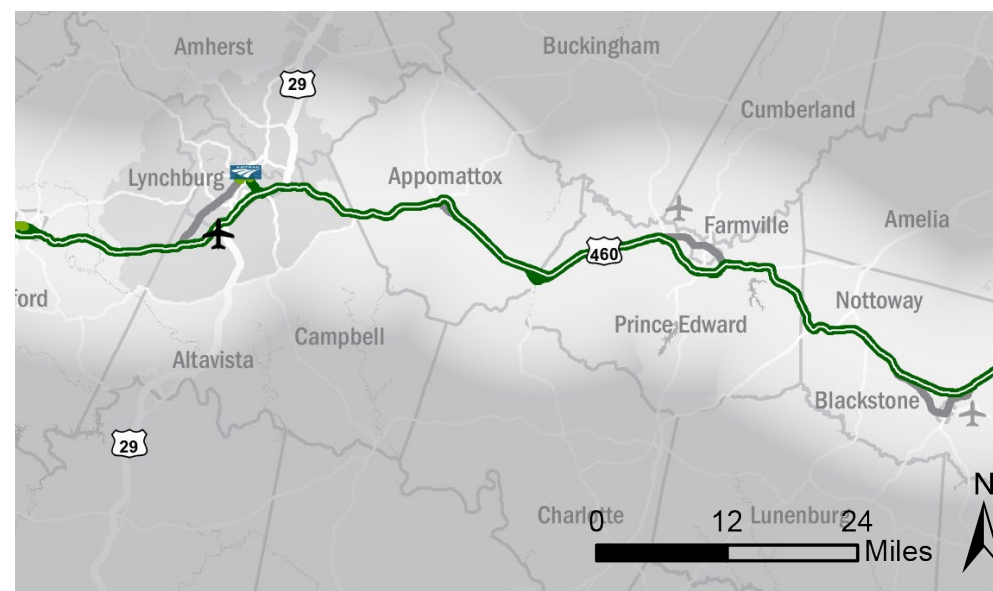 Amherst
Buckingham
29
Cumberland
Lynchburg
Appomattox
Farmville
Amelia
460
ford
Nottoway
Prince Edward
Campbell
Altavista
Blackstone
29
N
Charlotte
Lunenburg
0 12 24
Miles